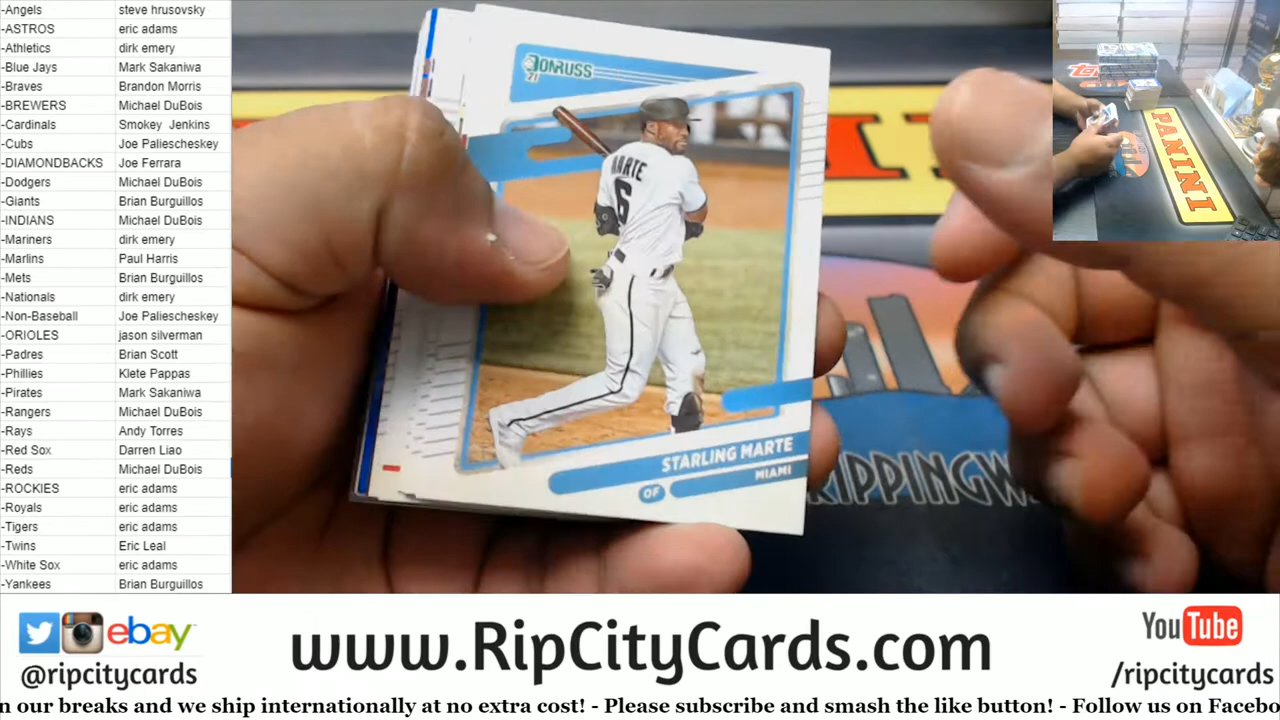 -Angels steve hrusovsky
-ASTROS eric adams
-Athletics dirk emery
-Blue Jays Mark Sakaniwa
-Braves Brandon Morris
-BREWERS Michael DuBois
-Cardinals Smokey Jenkins
-Cubs Joe Paliescheskey
-DIAMONDBACKS Joe Ferrara
-Dodgers Michael DuBois
-Giants Brian Burguillos
-INDIANS Michael DuBois
-Mariners dirk emery
-Marlins Paul Harris
-Mets Brian Burguillos
-Nationals dirk emery
-Non-Baseball Joe Paliescheskey
-ORIOLES jason silverman
-Padres Brian Scott
-Phillies Klete Pappas
-Pirates Mark Sakaniwa
-Rangers Michael DuBois
-Rays Andy Torres
-Red Sox Darren Liao
-Reds Michael DuBois
-ROCKIES eric adams
-Royals eric adams
-Tigers eric adams
-Twins Eric Leal
-White Sox eric adams
-Yankees Brian Burguillos
DONRUSS
21
MARTE
6
STARLING MARTE
MIAMI
OF
RIPPINGW
PANINI
ebay
@ripcitycards
www.RipCityCards.com
YouTube
/ripcitycards
n our breaks and we ship internationally at no extra cost! - Please subscribe and smash the like button! - Follow us on Facebo